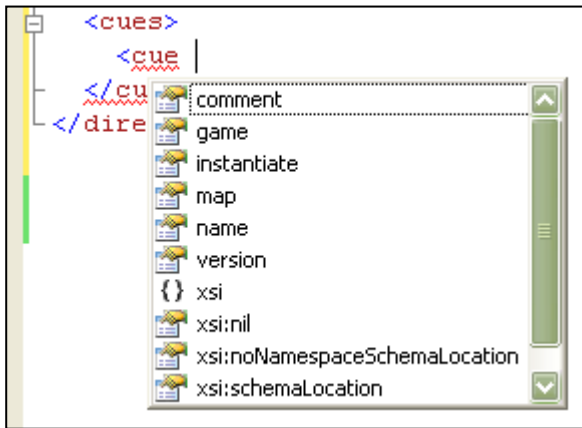 <cues>
<cue
</cu
</dire
comment
game
instantiate
map
name
version
{} xsi
xsi:nil
xsi:noNamespaceSchemaLocation
xsi:schemaLocation